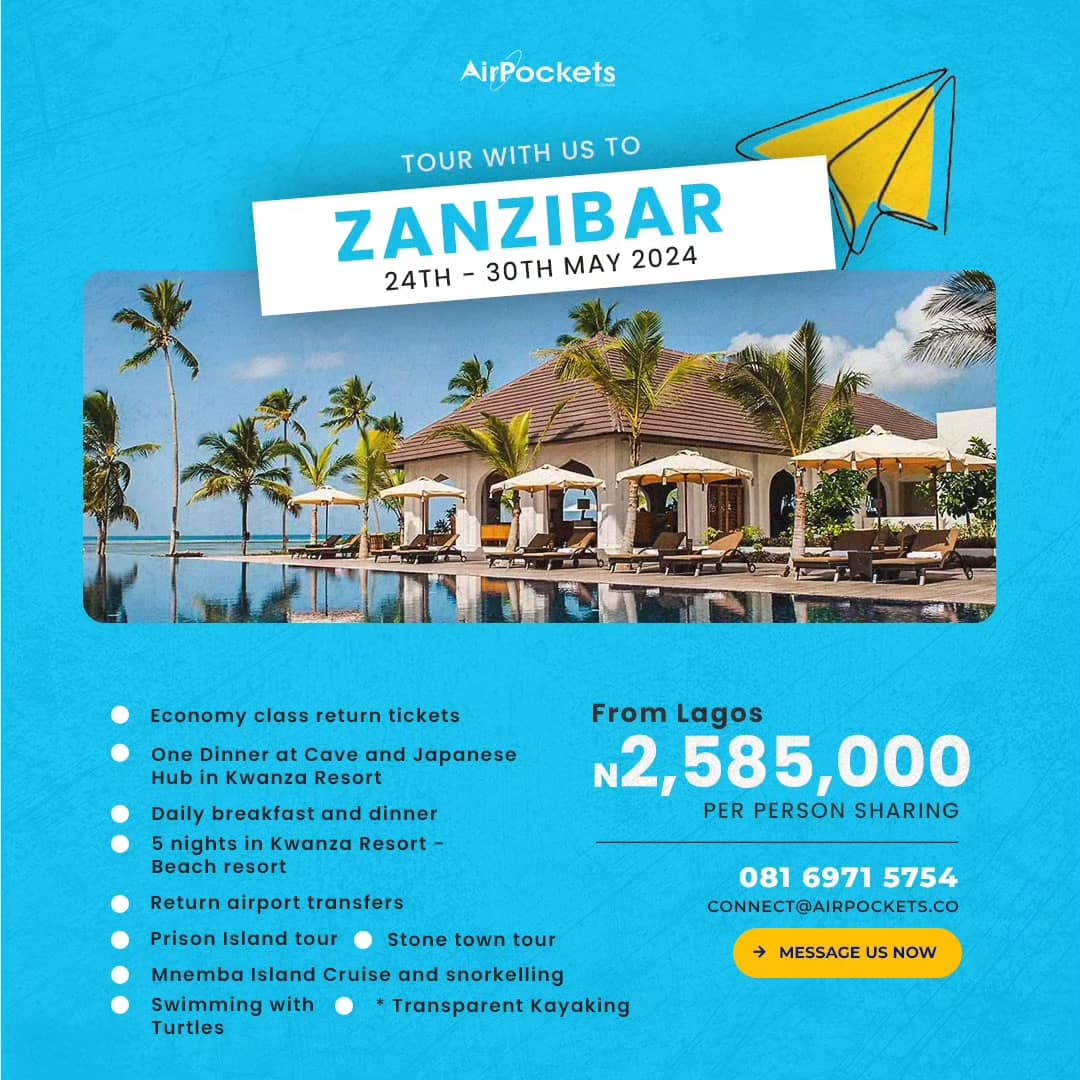 AirPockets
TOUR WITH US TO
ZANZIBAR
24TH - 30TH MAY 2024
Economy class return tickets
One Dinner at Cave and Japanese
Hub in Kwanza Resort
Daily breakfast and dinner
5 nights in Kwanza Resort -
Beach resort
Return airport transfers
Prison Island tour
Stone town tour
Mnemba Island Cruise and snorkelling
Swimming with
Turtles
* Transparent Kayaking
From Lagos
N2,585,000
PER PERSON SHARING
081 6971 5754
CONNECT@AIRPOCKETS.CO
→ MESSAGE US NOW